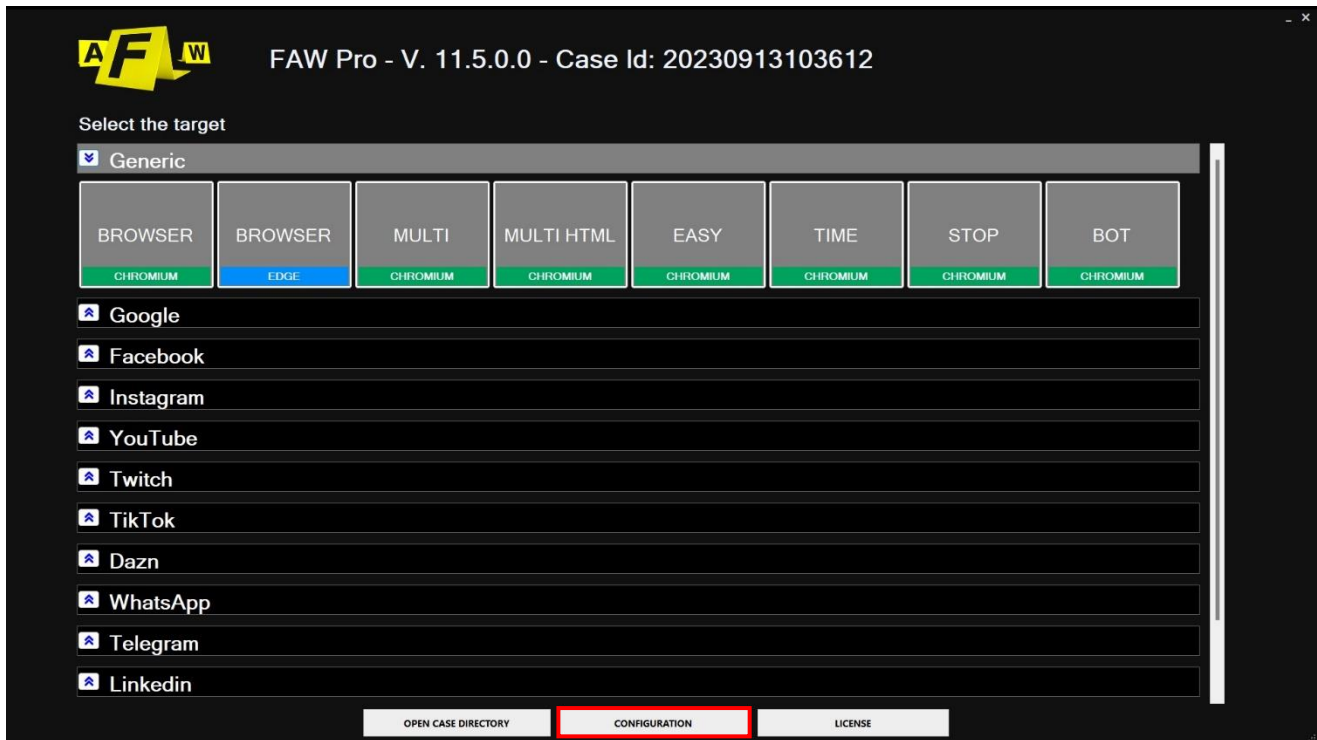 A F W
FAW Pro - V. 11.5.0.0 - Case Id: 20230913103612
Select the target
Generic
BROWSER BROWSER MULTI MULTI HTML EASY TIME STOP BOT
CHROMIUM EDGE CHROMIUM CHROMIUM CHROMIUM CHROMIUM CHROMIUM CHROMIUM
Google
Facebook
Instagram
YouTube
Twitch
TikTok
Dazn
WhatsApp
Telegram
Linkedin
OPEN CASE DIRECTORY CONFIGURATION LICENSE